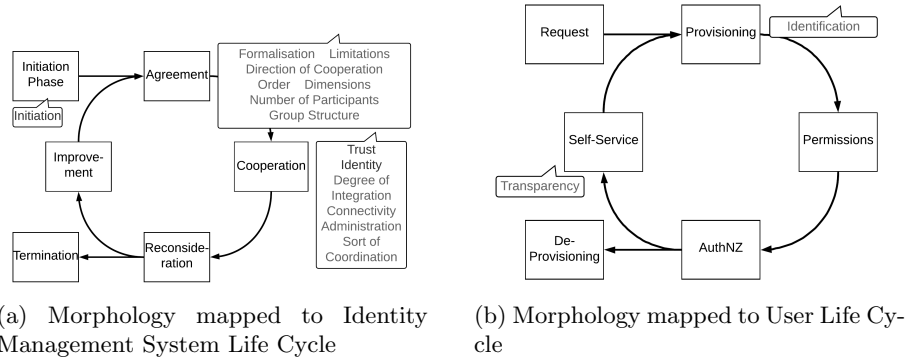 Initiation
Phase
Agreement
Formalisation Limitations
Direction of Cooperation
Order Dimensions
Number of Participants
Group Structure
Initiation
Improve-
ment
Cooperation
Trust
Identity
Degree of
Integration
Connectivity
Administration
Sort of
Coordination
Termination
Reconside-
ration
(a) Morphology mapped to Identity
Management System Life Cycle
Request
Provisioning
Identification
Self-Service
Permissions
Transparency
De-
Provisioning
AuthNZ
(b) Morphology mapped to User Life Cy-
cle